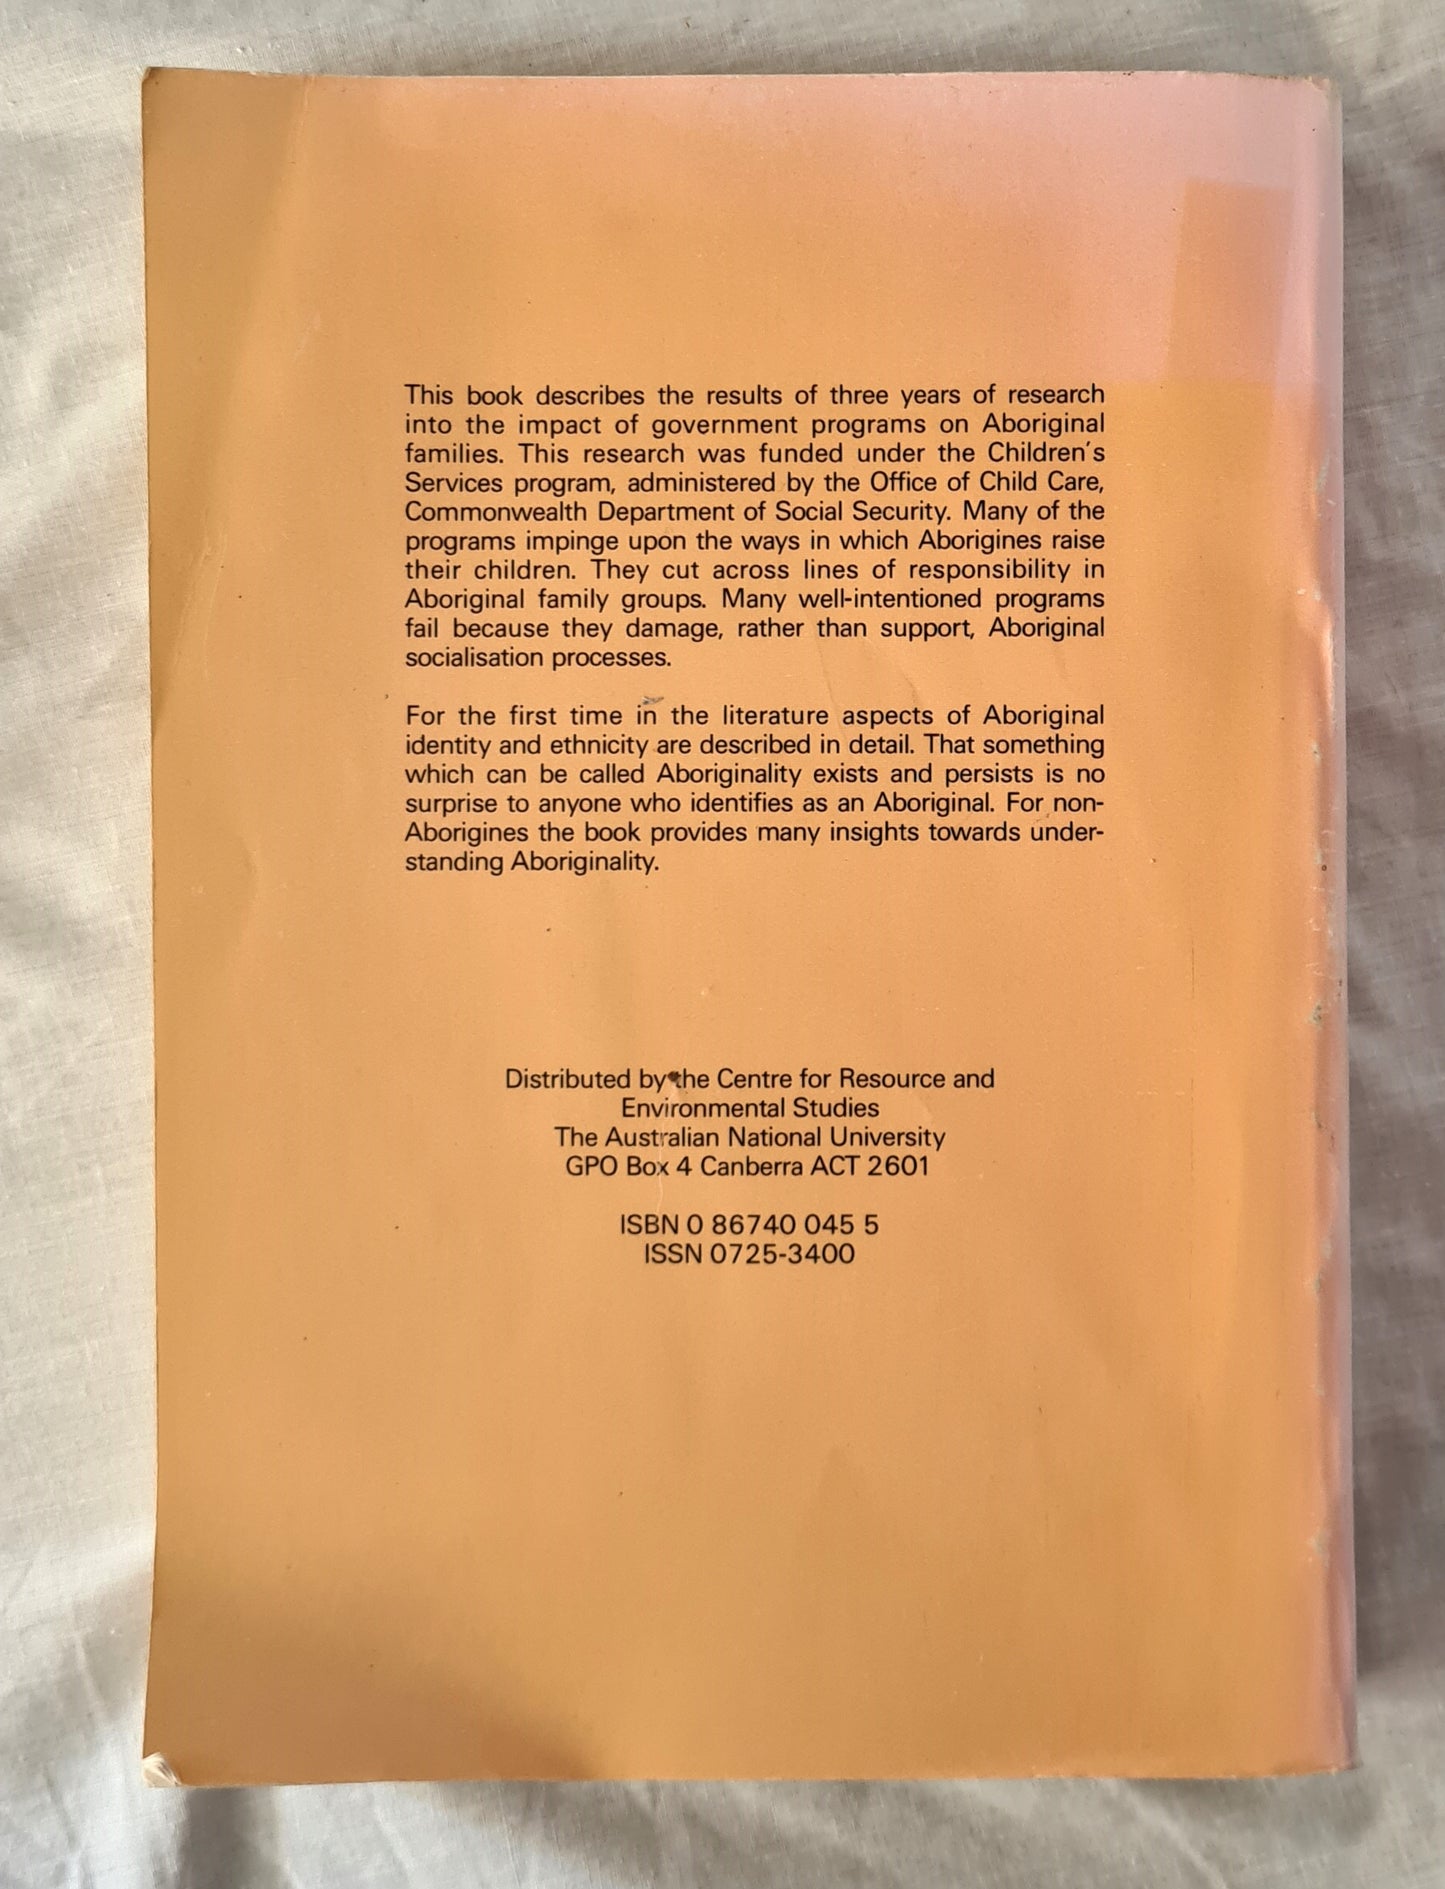 This book describes the results of three years of research
into the impact of government programs on Aboriginal
families. This research was funded under the Children's
Services program, administered by the Office of Child Care,
Commonwealth Department of Social Security. Many of the
programs impinge upon the ways in which Aborigines raise
their children. They cut across lines of responsibility in
Aboriginal family groups. Many well-intentioned programs
fail because they damage, rather than support, Aboriginal
socialisation processes.
For the first time in the literature aspects of Aboriginal
identity and ethnicity are described in detail. That something
which can be called Aboriginality exists and persists is no
surprise to anyone who identifies as an Aboriginal. For non-
Aborigines the book provides many insights towards under-
standing Aboriginality.
Distributed by the Centre for Resource and
Environmental Studies
The Australian National University
GPO Box 4 Canberra ACT 2601
ISBN 0 86740 045 5
ISSN 0725-3400